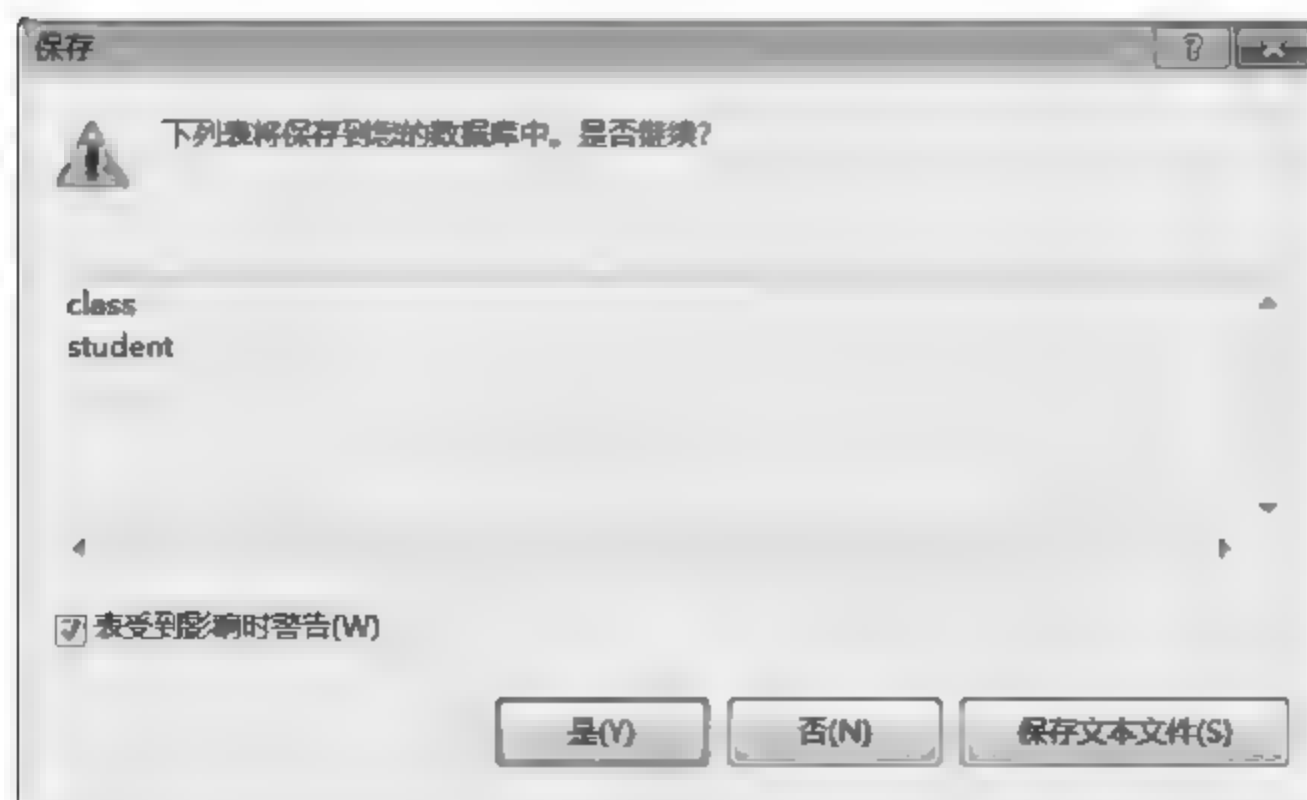 保存
下列表将保存到您的数据库中。是否继续?
class
student
表受到影响时警告(W)
是(Y)
否(N)
保存文本文件(S)